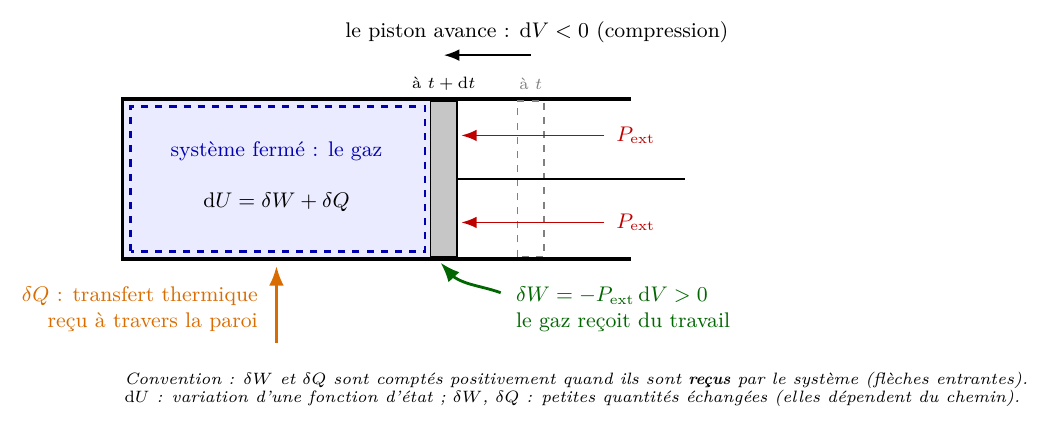 le piston avance : dV < 0 (compression)
à t + dt
à t
système fermé : le gaz
P_ext
dU = δW + δQ
P_ext
δQ : transfert thermique
reçu à travers la paroi
δW = −P_ext dV > 0
le gaz reçoit du travail
Convention : δW et δQ sont comptés positivement quand ils sont reçus par le système (flèches entrantes).
dU : variation d'une fonction d'état ; δW, δQ : petites quantités échangées (elles dépendent du chemin).